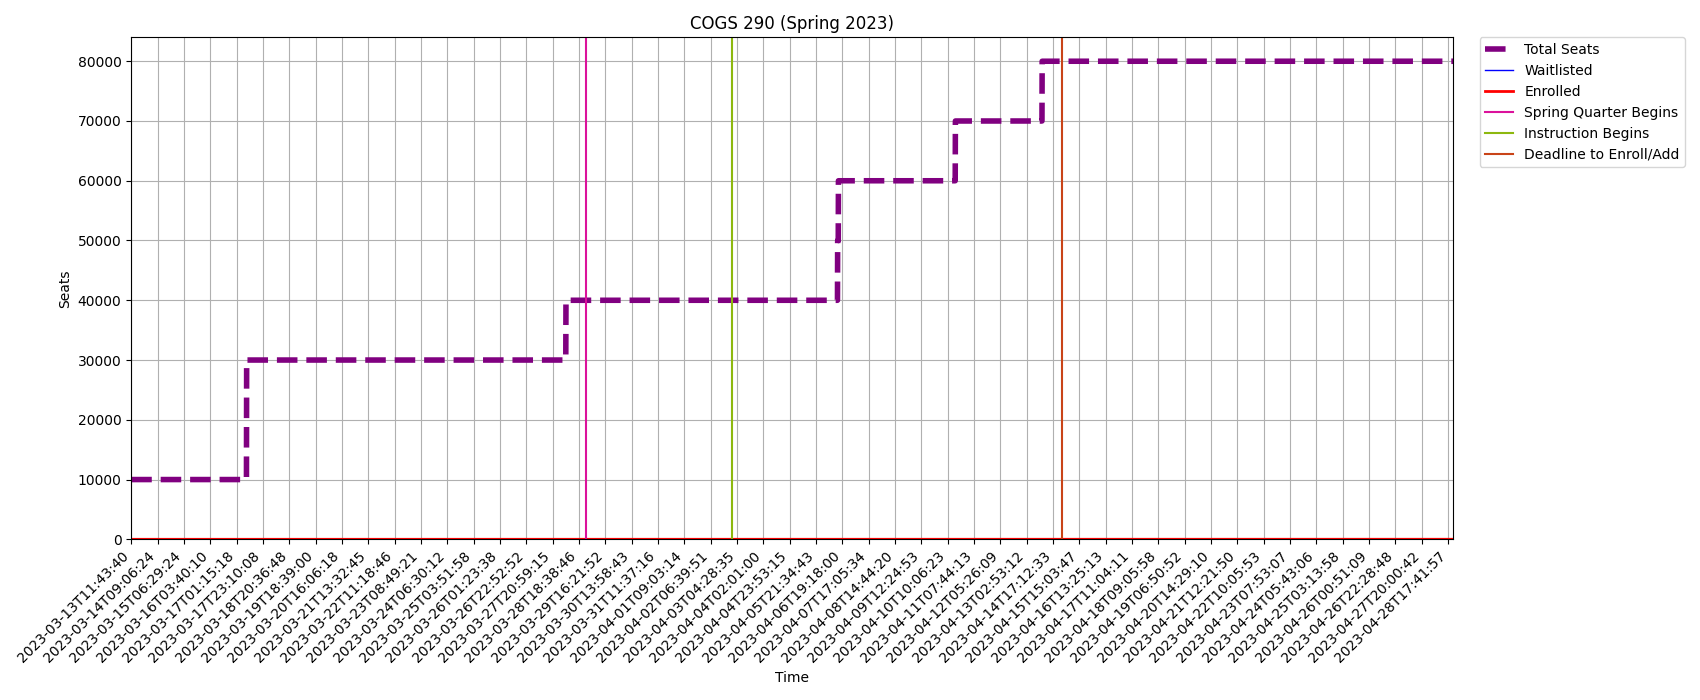 COGS 290 (Spring 2023)
80000
70000
60000
50000
40000
30000
20000
10000
0
Seats
Total Seats
Waitlisted
Enrolled
Spring Quarter Begins
Instruction Begins
Deadline to Enroll/Add
2023-03-13T11:43:40
2023-03-14T09:06:24
2023-03-15T06:29:24
2023-03-16T03:40:10
2023-03-17T01:15:18
2023-03-17T23:10:08
2023-03-18T20:36:48
2023-03-19T18:39:00
2023-03-20T16:06:18
2023-03-21T13:32:45
2023-03-22T11:18:46
2023-03-23T08:49:21
2023-03-24T06:30:12
2023-03-25T03:51:58
2023-03-26T01:23:38
2023-03-26T22:52:52
2023-03-27T20:59:15
2023-03-28T18:38:46
2023-03-29T16:21:52
2023-03-30T13:58:43
2023-03-31T11:37:16
2023-04-01T09:03:14
2023-04-02T06:39:51
2023-04-03T04:28:35
2023-04-04T02:01:00
2023-04-04T23:53:15
2023-04-05T21:34:43
2023-04-06T19:18:00
2023-04-07T17:05:34
2023-04-08T14:44:20
2023-04-09T12:24:53
2023-04-10T10:06:23
2023-04-11T07:44:13
2023-04-12T05:26:09
2023-04-13T02:53:12
2023-04-14T17:12:33
2023-04-15T15:03:47
2023-04-16T13:25:13
2023-04-17T11:04:11
2023-04-18T09:05:58
2023-04-19T06:50:52
2023-04-20T14:29:10
2023-04-21T12:21:50
2023-04-22T10:05:53
2023-04-23T07:53:07
2023-04-24T05:43:06
2023-04-25T03:13:58
2023-04-26T00:51:09
2023-04-26T22:28:48
2023-04-27T20:00:42
2023-04-28T17:41:57
Time